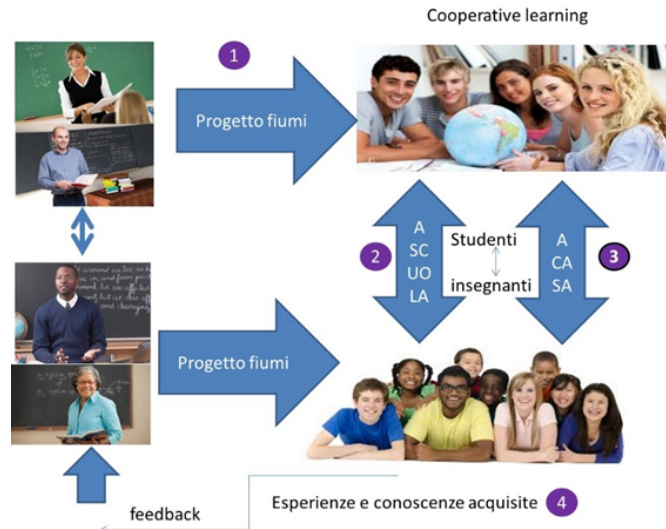 Cooperative learning
1
Progetto fiumi
A
SC
U
O
LA
2
Studenti
insegnanti
A
CA
SA
3
Progetto fiumi
Esperienze e conoscenze acquisite 4
feedback